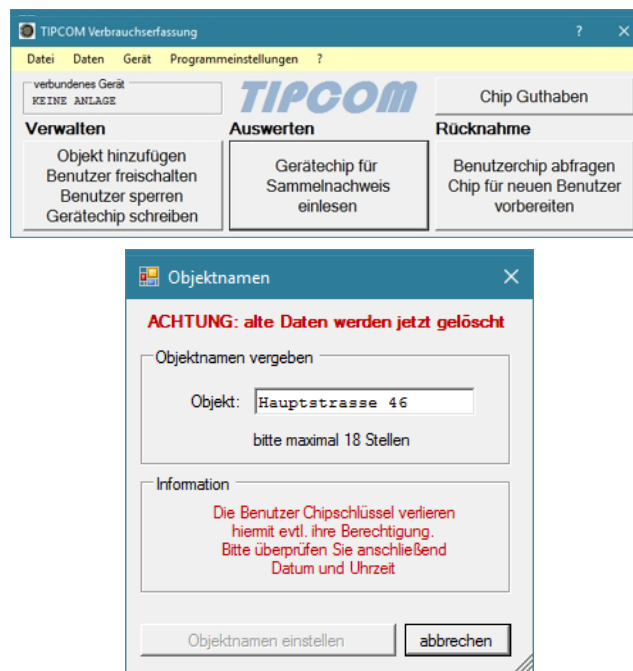 TIPCOM Verbrauchserfassung
?
Datei Daten Gerät Programmeinstellungen ?
verbundenes Gerät
KEINE ANLAGE
TIPCOM
Chip Guthaben
Verwalten
Objekt hinzufügen
Benutzer freischalten
Benutzer sperren
Gerätechip schreiben
Auswerten
Gerätechip für
Sammelnachweis
einlesen
Rücknahme
Benutzerchip abfragen
Chip für neuen Benutzer
vorbereiten
Objektnamen
ACHTUNG: alte Daten werden jetzt gelöscht
Objektnamen vergeben
Objekt: Hauptstrasse 46
bitte maximal 18 Stellen
Information
Die Benutzer Chipschlüssel verlieren
hiermit evtl. ihre Berechtigung.
Bitte überprüfen Sie anschließend
Datum und Uhrzeit
Objektnamen einstellen
abbrechen